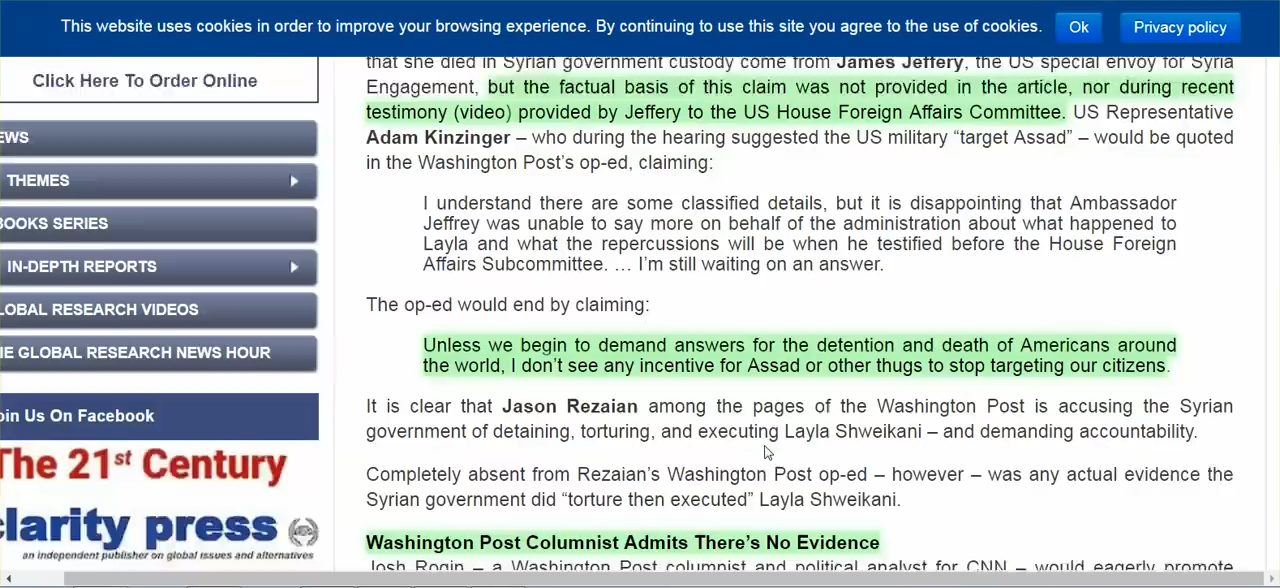 This website uses cookies in order to improve your browsing experience. By continuing to use this site you agree to the use of cookies. Ok Privacy policy
Click Here To Order Online
EWS
THEMES
BOOKS SERIES
IN-DEPTH REPORTS
LOBAL RESEARCH VIDEOS
HE GLOBAL RESEARCH NEWS HOUR
oin Us On Facebook
The 21st Century
larity press
an independent publisher on global issues and alternatives
that she died in Syrian government custody come from James Jeffery, the US special envoy for Syria
Engagement, but the factual basis of this claim was not provided in the article, nor during recent
testimony (video) provided by Jeffery to the US House Foreign Affairs Committee. US Representative
Adam Kinzinger – who during the hearing suggested the US military “target Assad” – would be quoted
in the Washington Post’s op-ed, claiming:
I understand there are some classified details, but it is disappointing that Ambassador
Jeffrey was unable to say more on behalf of the administration about what happened to
Layla and what the repercussions will be when he testified before the House Foreign
Affairs Subcommittee. … I’m still waiting on an answer.
The op-ed would end by claiming:
Unless we begin to demand answers for the detention and death of Americans around
the world, I don’t see any incentive for Assad or other thugs to stop targeting our citizens.
It is clear that Jason Rezaian among the pages of the Washington Post is accusing the Syrian
government of detaining, torturing, and executing Layla Shweikani – and demanding accountability.
Completely absent from Rezaian’s Washington Post op-ed – however – was any actual evidence the
Syrian government did “torture then executed” Layla Shweikani.
Washington Post Columnist Admits There’s No Evidence
Josh Rogin – a Washington Post columnist and political analyst for CNN – would eagerly promote